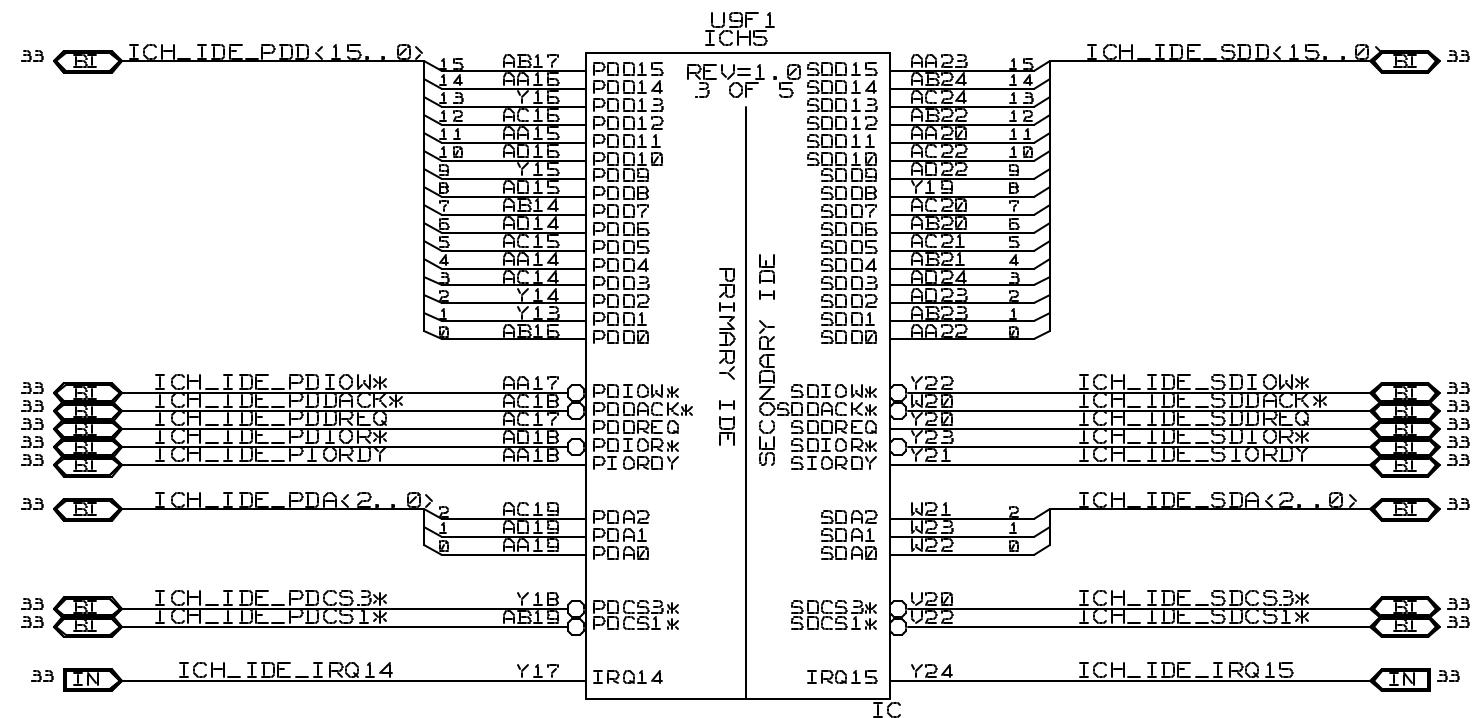 U9F1
ICH5
33 BI ICH_IDE_PDD<15..0> REV=1.0 ICH_IDE_SDD<15..0> BI 33
3 OF 5
15 AB17 PDD15 SDD15 AA23 15
14 AA16 PDD14 SDD14 AB24 14
13 Y16 PDD13 SDD13 AC24 13
12 AC16 PDD12 SDD12 AB22 12
11 AA15 PDD11 SDD11 AA20 11
10 AD16 PDD10 SDD10 AC22 10
9 Y15 PDD9 SDD9 AD22 9
8 AD15 PDD8 SDD8 Y19 8
7 AB14 PDD7 SDD7 AC20 7
6 AD14 PDD6 SDD6 AB20 6
5 AC15 PDD5 SDD5 AC21 5
4 AA14 PDD4 SDD4 AB21 4
3 AC14 PDD3 SDD3 AD24 3
2 Y14 PDD2 SDD2 AD23 2
1 Y13 PDD1 SDD1 AB23 1
0 AB16 PDD0 SDD0 AA22 0
PRIMARY IDE
SECONDARY IDE
33 BI ICH_IDE_PDIOW* AA17 PDIOW* SDIOW* Y22 ICH_IDE_SDIOW* BI 33
33 BI ICH_IDE_PDDACK* AC18 PDDACK* SDDACK* W20 ICH_IDE_SDDACK* BI 33
33 BI ICH_IDE_PDDREQ AC17 PDDREQ SDDREQ Y20 ICH_IDE_SDDREQ BI 33
33 BI ICH_IDE_PDIOR* AD18 PDIOR* SDIOR* Y23 ICH_IDE_SDIOR* BI 33
33 BI ICH_IDE_PIORDY AA18 PIORDY SIORDY Y21 ICH_IDE_SIORDY BI 33
33 BI ICH_IDE_PDA<2..0> ICH_IDE_SDA<2..0> BI 33
2 AC19 PDA2 SDA2 W21 2
1 AD19 PDA1 SDA1 W23 1
0 AA19 PDA0 SDA0 W22 0
33 BI ICH_IDE_PDCS3* Y18 PDCS3* SDCS3* V20 ICH_IDE_SDCS3* BI 33
33 BI ICH_IDE_PDCS1* AB19 PDCS1* SDCS1* V22 ICH_IDE_SDCS1* BI 33
33 IN ICH_IDE_IRQ14 Y17 IRQ14 IRQ15 Y24 ICH_IDE_IRQ15 IN 33
IC